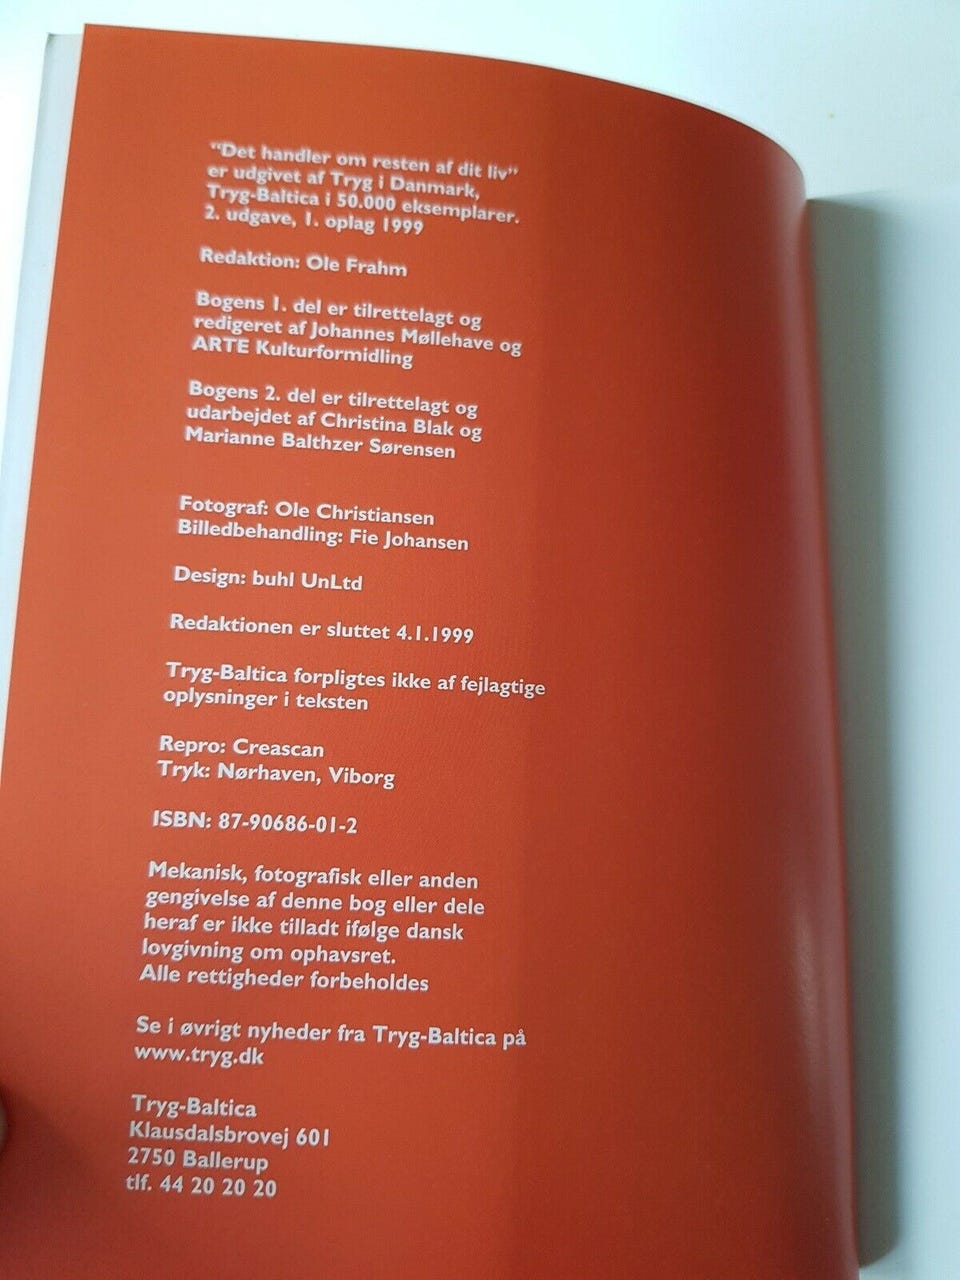 “Det handler om resten af dit liv”
er udgivet af Tryg i Danmark,
Tryg-Baltica i 50.000 eksemplarer.
2. udgave, 1. oplag 1999
Redaktion: Ole Frahm
Bogens 1. del er tilrettelagt og
redigeret af Johannes Møllehave og
ARTE Kulturformidling
Bogens 2. del er tilrettelagt og
udarbejdet af Christina Blak og
Marianne Balthzer Sørensen
Fotograf: Ole Christiansen
Billedbehandling: Fie Johansen
Design: buhl UnLtd
Redaktionen er sluttet 4.1.1999
Tryg-Baltica forpligtes ikke af fejlagtige
oplysninger i teksten
Repro: Creascan
Tryk: Nørhaven, Viborg
ISBN: 87-90686-01-2
Mekanisk, fotografisk eller anden
gengivelse af denne bog eller dele
heraf er ikke tilladt ifølge dansk
lovgivning om ophavsret.
Alle rettigheder forbeholdes
Se i øvrigt nyheder fra Tryg-Baltica på
www.tryg.dk
Tryg-Baltica
Klausdalsbrovej 601
2750 Ballerup
tlf. 44 20 20 20